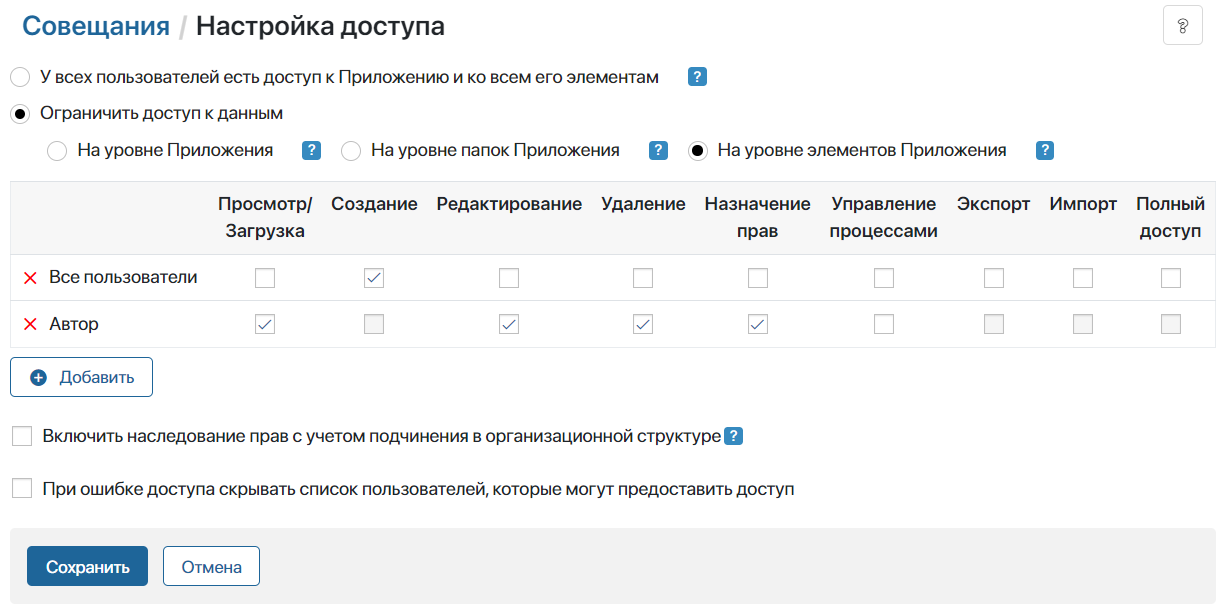 Совещания / Настройка доступа
?
У всех пользователей есть доступ к Приложению и ко всем его элементам ?
Ограничить доступ к данным
На уровне Приложения ? На уровне папок Приложения ? На уровне элементов Приложения ?
Просмотр/ Создание Редактирование Удаление Назначение Управление Экспорт Импорт Полный
Загрузка прав процессами доступ
Все пользователи
Автор
Добавить
Включить наследование прав с учетом подчинения в организационной структуре ?
При ошибке доступа скрывать список пользователей, которые могут предоставить доступ
Сохранить Отмена